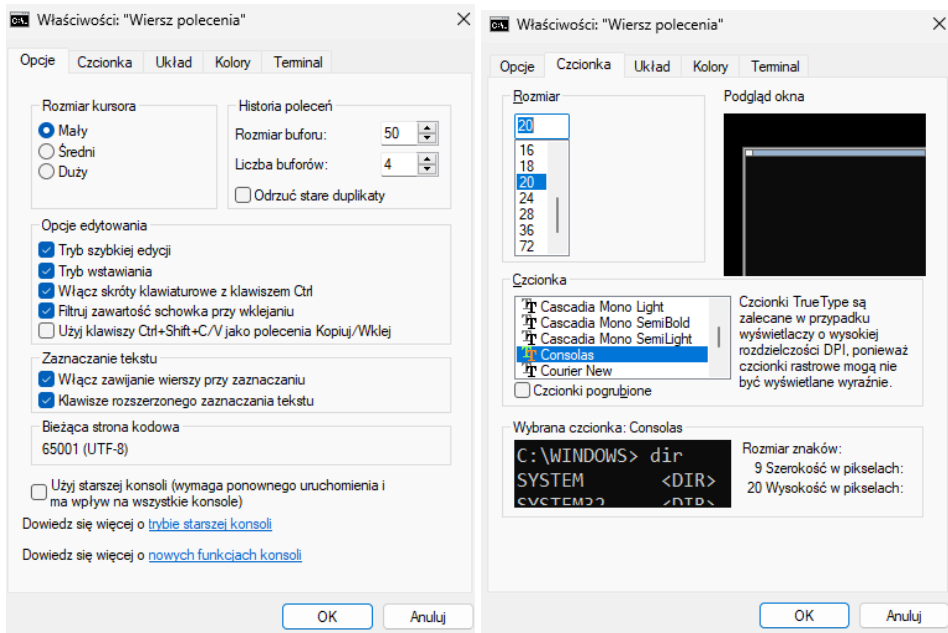 Właściwości: "Wiersz polecenia"
Opcje
Czcionka
Układ
Kolory
Terminal
Rozmiar kursora
Mały
Średni
Duży
Historia poleceń
Rozmiar buforu:
50
Liczba buforów:
4
Odrzuć stare duplikaty
Opcje edytowania
Tryb szybkiej edycji
Tryb wstawiania
Włącz skróty klawiaturowe z klawiszem Ctrl
Filtruj zawartość schowka przy wklejaniu
Użyj klawiszy Ctrl+Shift+C/V jako polecenia Kopiuj/Wklej
Zaznaczanie tekstu
Włącz zawijanie wierszy przy zaznaczaniu
Klawisze rozszerzonego zaznaczania tekstu
Bieżąca strona kodowa
65001 (UTF-8)
Użyj starszej konsoli (wymaga ponownego uruchomienia i
ma wpływ na wszystkie konsole)
Dowiedz się więcej o trybie starszej konsoli
Dowiedz się więcej o nowych funkcjach konsoli
OK
Anuluj
Właściwości: "Wiersz polecenia"
Opcje
Czcionka
Układ
Kolory
Terminal
Rozmiar
20
16
18
20
24
28
36
72
Podgląd okna
Czcionka
Cascadia Mono Light
Cascadia Mono SemiBold
Cascadia Mono SemiLight
Consolas
Courier New
Czcionki pogrubione
Czcionki TrueType są
zalecane w przypadku
wyświetlaczy o wysokiej
rozdzielczości DPI, ponieważ
czcionki rastrowe mogą nie
być wyświetlane wyraźnie.
Wybrana czcionka: Consolas
C:\WINDOWS> dir
SYSTEM <DIR>
SYSTEM32 <DIR>
Rozmiar znaków:
9 Szerokość w pikselach:
20 Wysokość w pikselach:
OK
Anuluj